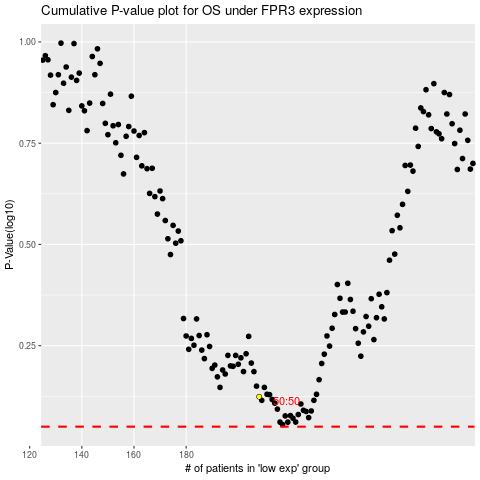 Cumulative P-value plot for OS under FPR3 expression
P-Value(log10)
1.00
0.75
0.50
0.25
50:50
120 140 160 180
# of patients in 'low exp' group